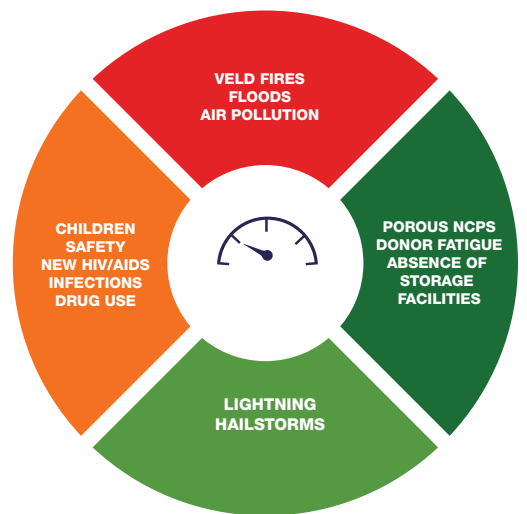 VELD FIRES
FLOODS
AIR POLLUTION
CHILDREN
SAFETY
NEW HIV/AIDS
INFECTIONS
DRUG USE
POROUS NCPS
DONOR FATIGUE
ABSENCE OF
STORAGE
FACILITIES
LIGHTNING
HAILSTORMS